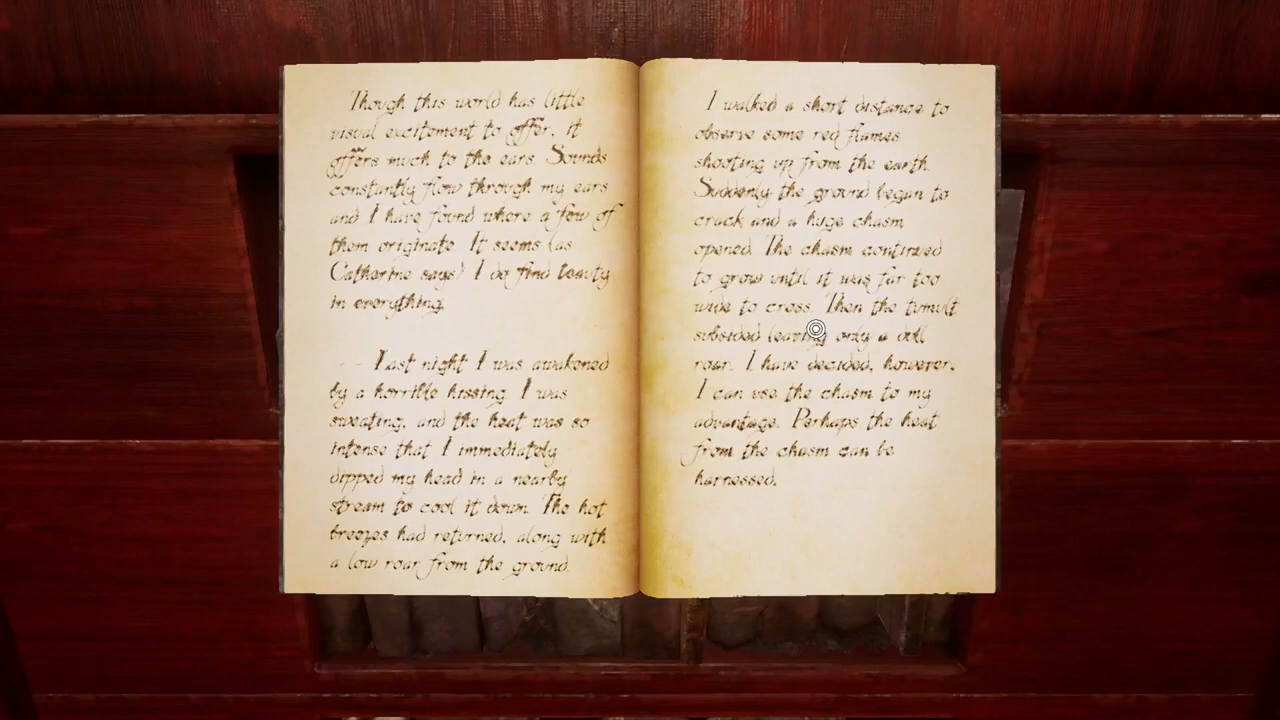 Though this world has little
visual excitement to offer, it
offers much to the ears. Sounds
constantly flow through my ears
and I have found where a few of
them originate. It seems (as
Catherine says) I do find beauty
in everything.
Last night I was awakened
by a horrible hissing. I was
sweating, and the heat was so
intense that I immediately
dipped my head in a nearby
stream to cool it down. The hot
breezes had returned, along with
a low roar from the ground.
I walked a short distance to
observe some red flames
shooting up from the earth.
Suddenly the ground began to
crack and a huge chasm
opened. The chasm continued
to grow until it was far too
wide to cross. Then the tumult
subsided leaving only a dull
roar. I have decided, however,
I can use the chasm to my
advantage. Perhaps the heat
from the chasm can be
harnessed.